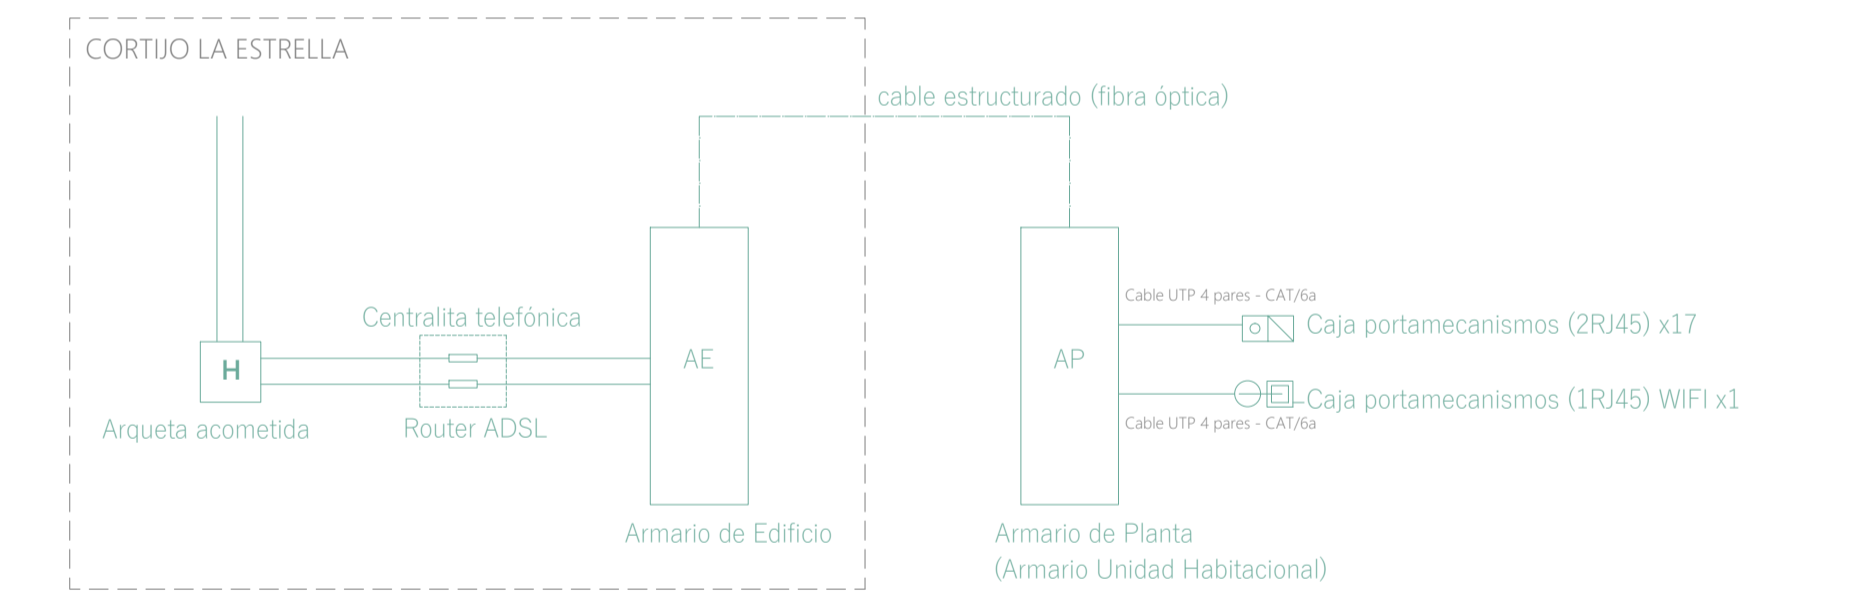 CORTIJO LA ESTRELLA
cable estructurado (fibra óptica)
Centralita telefónica
H
Arqueta acometida
Router ADSL
AE
Armario de Edificio
AP
Armario de Planta
(Armario Unidad Habitacional)
Cable UTP 4 pares - CAT/6a
Caja portamecanismos (2RJ45) x17
Caja portamecanismos (1RJ45) WIFI x1
Cable UTP 4 pares - CAT/6a